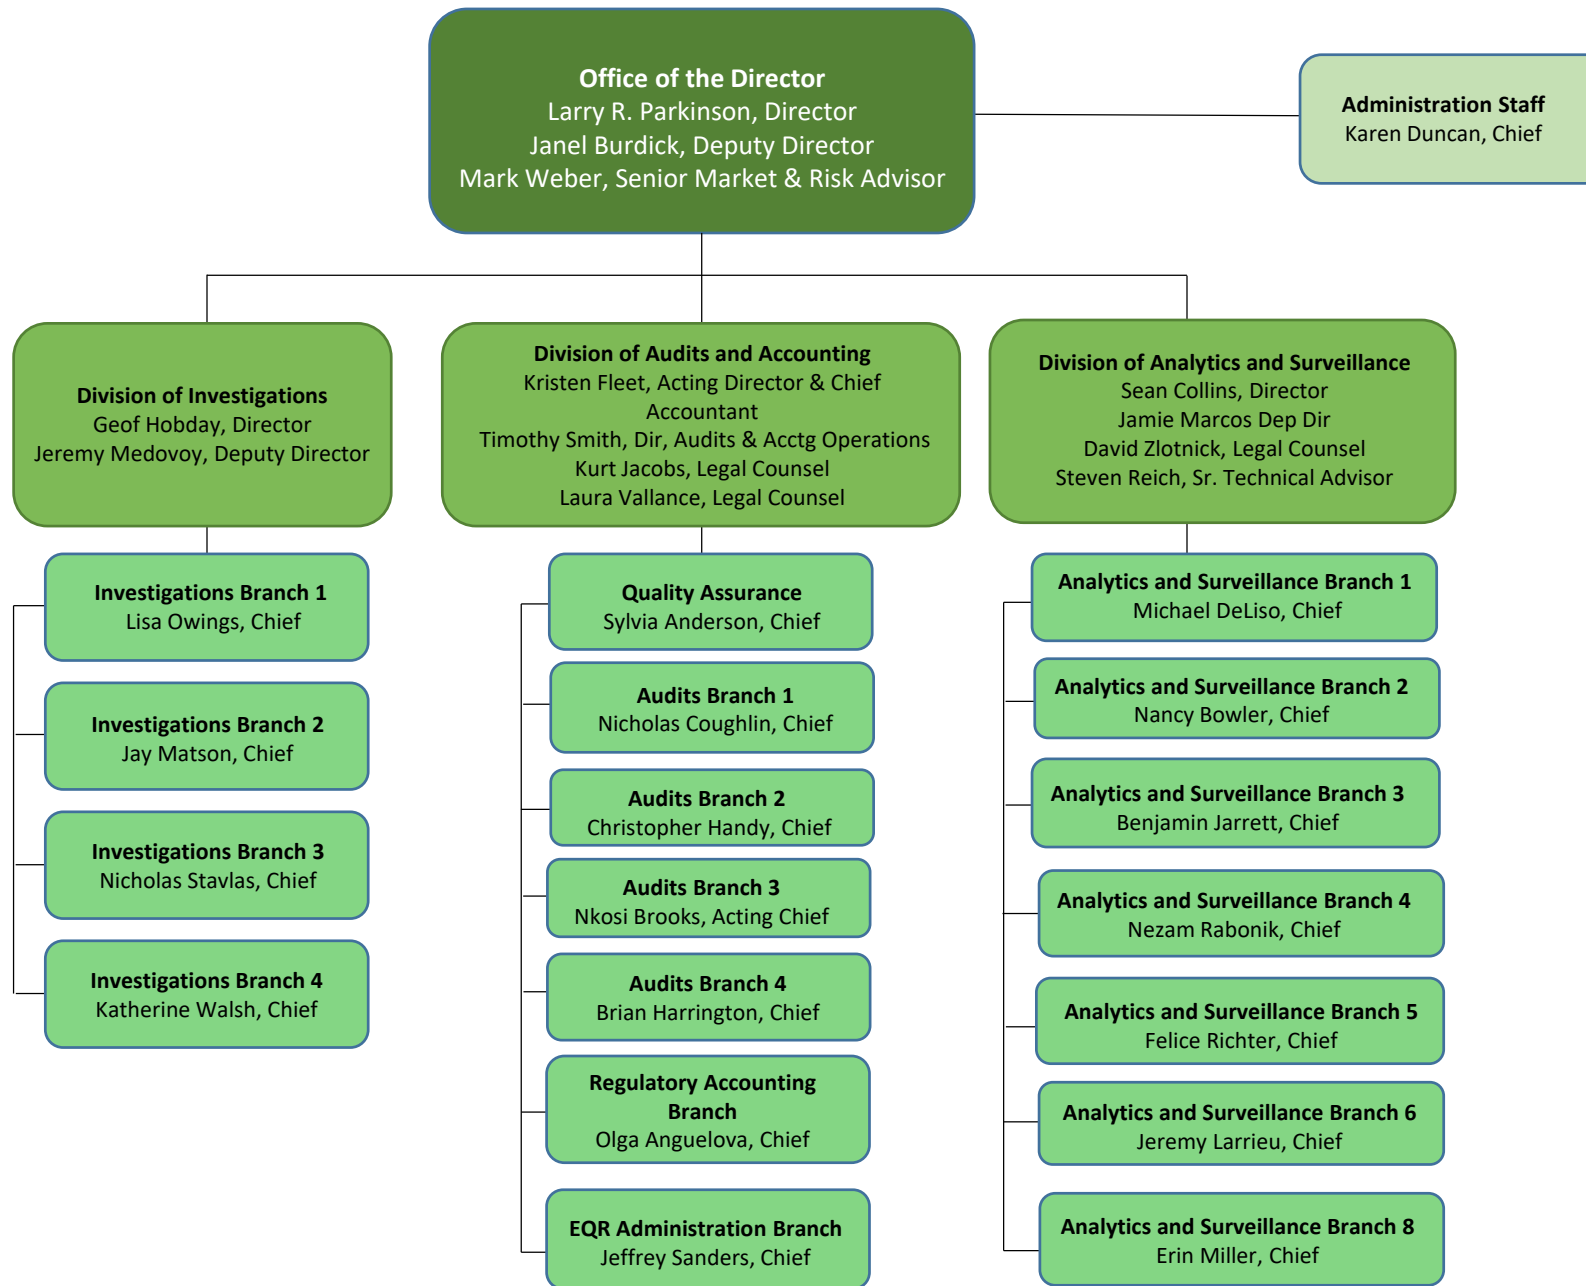 Office of the Director
Larry R. Parkinson, Director
Janel Burdick, Deputy Director
Mark Weber, Senior Market & Risk Advisor
Administration Staff
Karen Duncan, Chief
Division of Investigations
Geof Hobday, Director
Jeremy Medovoy, Deputy Director
Division of Audits and Accounting
Kristen Fleet, Acting Director & Chief
Accountant
Timothy Smith, Dir, Audits & Acctg Operations
Kurt Jacobs, Legal Counsel
Laura Vallance, Legal Counsel
Division of Analytics and Surveillance
Sean Collins, Director
Jamie Marcos Dep Dir
David Zlotnick, Legal Counsel
Steven Reich, Sr. Technical Advisor
Investigations Branch 1
Lisa Owings, Chief
Investigations Branch 2
Jay Matson, Chief
Investigations Branch 3
Nicholas Stavlas, Chief
Investigations Branch 4
Katherine Walsh, Chief
Quality Assurance
Sylvia Anderson, Chief
Audits Branch 1
Nicholas Coughlin, Chief
Audits Branch 2
Christopher Handy, Chief
Audits Branch 3
Nkosi Brooks, Acting Chief
Audits Branch 4
Brian Harrington, Chief
Regulatory Accounting
Branch
Olga Anguelova, Chief
EQR Administration Branch
Jeffrey Sanders, Chief
Analytics and Surveillance Branch 1
Michael DeLiso, Chief
Analytics and Surveillance Branch 2
Nancy Bowler, Chief
Analytics and Surveillance Branch 3
Benjamin Jarrett, Chief
Analytics and Surveillance Branch 4
Nezam Rabonik, Chief
Analytics and Surveillance Branch 5
Felice Richter, Chief
Analytics and Surveillance Branch 6
Jeremy Larrieu, Chief
Analytics and Surveillance Branch 8
Erin Miller, Chief